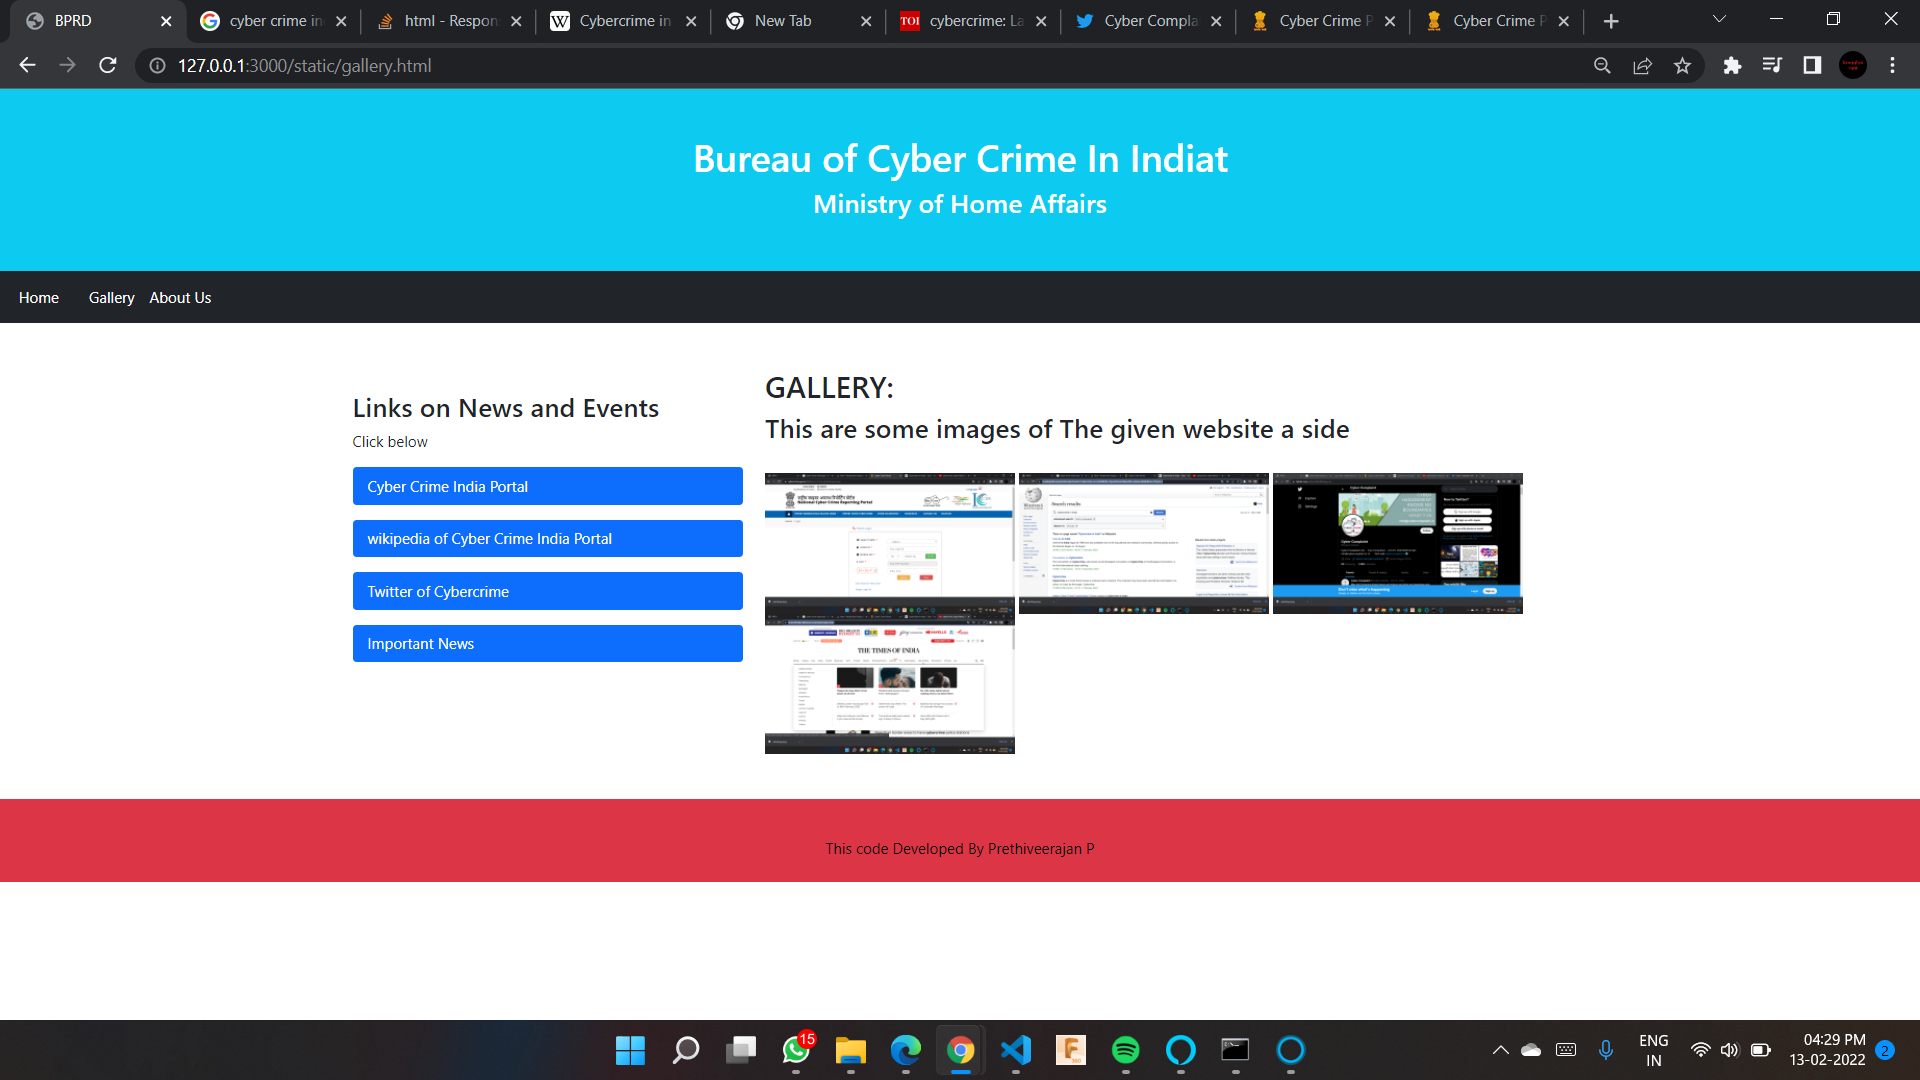 BPRD
cyber crime in
html - Respon
Cybercrime in
New Tab
cybercrime: La
Cyber Compla
Cyber Crime P
Cyber Crime P
127.0.0.1:3000/static/gallery.html
Bureau of Cyber Crime In Indiat
Ministry of Home Affairs
Home
Gallery
About Us
Links on News and Events
Click below
Cyber Crime India Portal
wikipedia of Cyber Crime India Portal
Twitter of Cybercrime
Important News
GALLERY:
This are some images of The given website a side
THE TIMES OF INDIA
This code Developed By Prethiveerajan P
15
ENG
IN
04:29 PM
13-02-2022
2